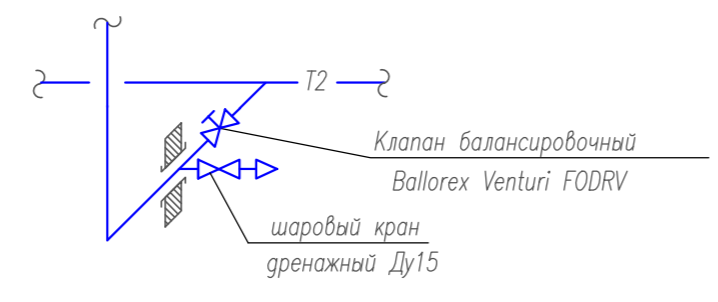 Т2
Клапан балансировочный
Ballorex Venturi FODRV
шаровый кран
дренажный Ду15